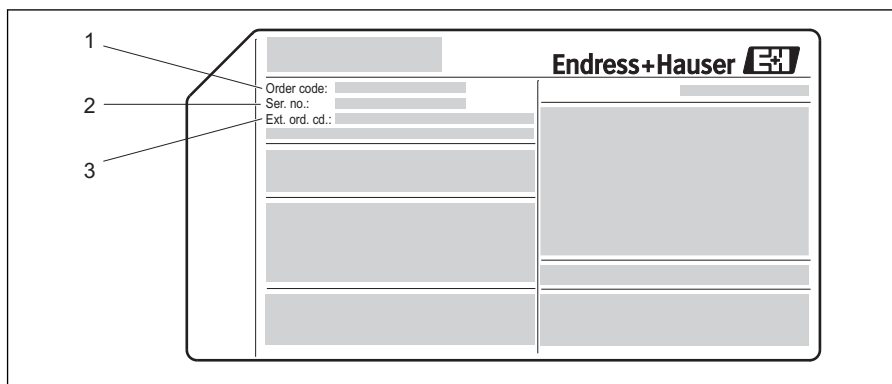 1
Endress+Hauser
Order code:
2
Ser. no.:
Ext. ord. cd.:
3